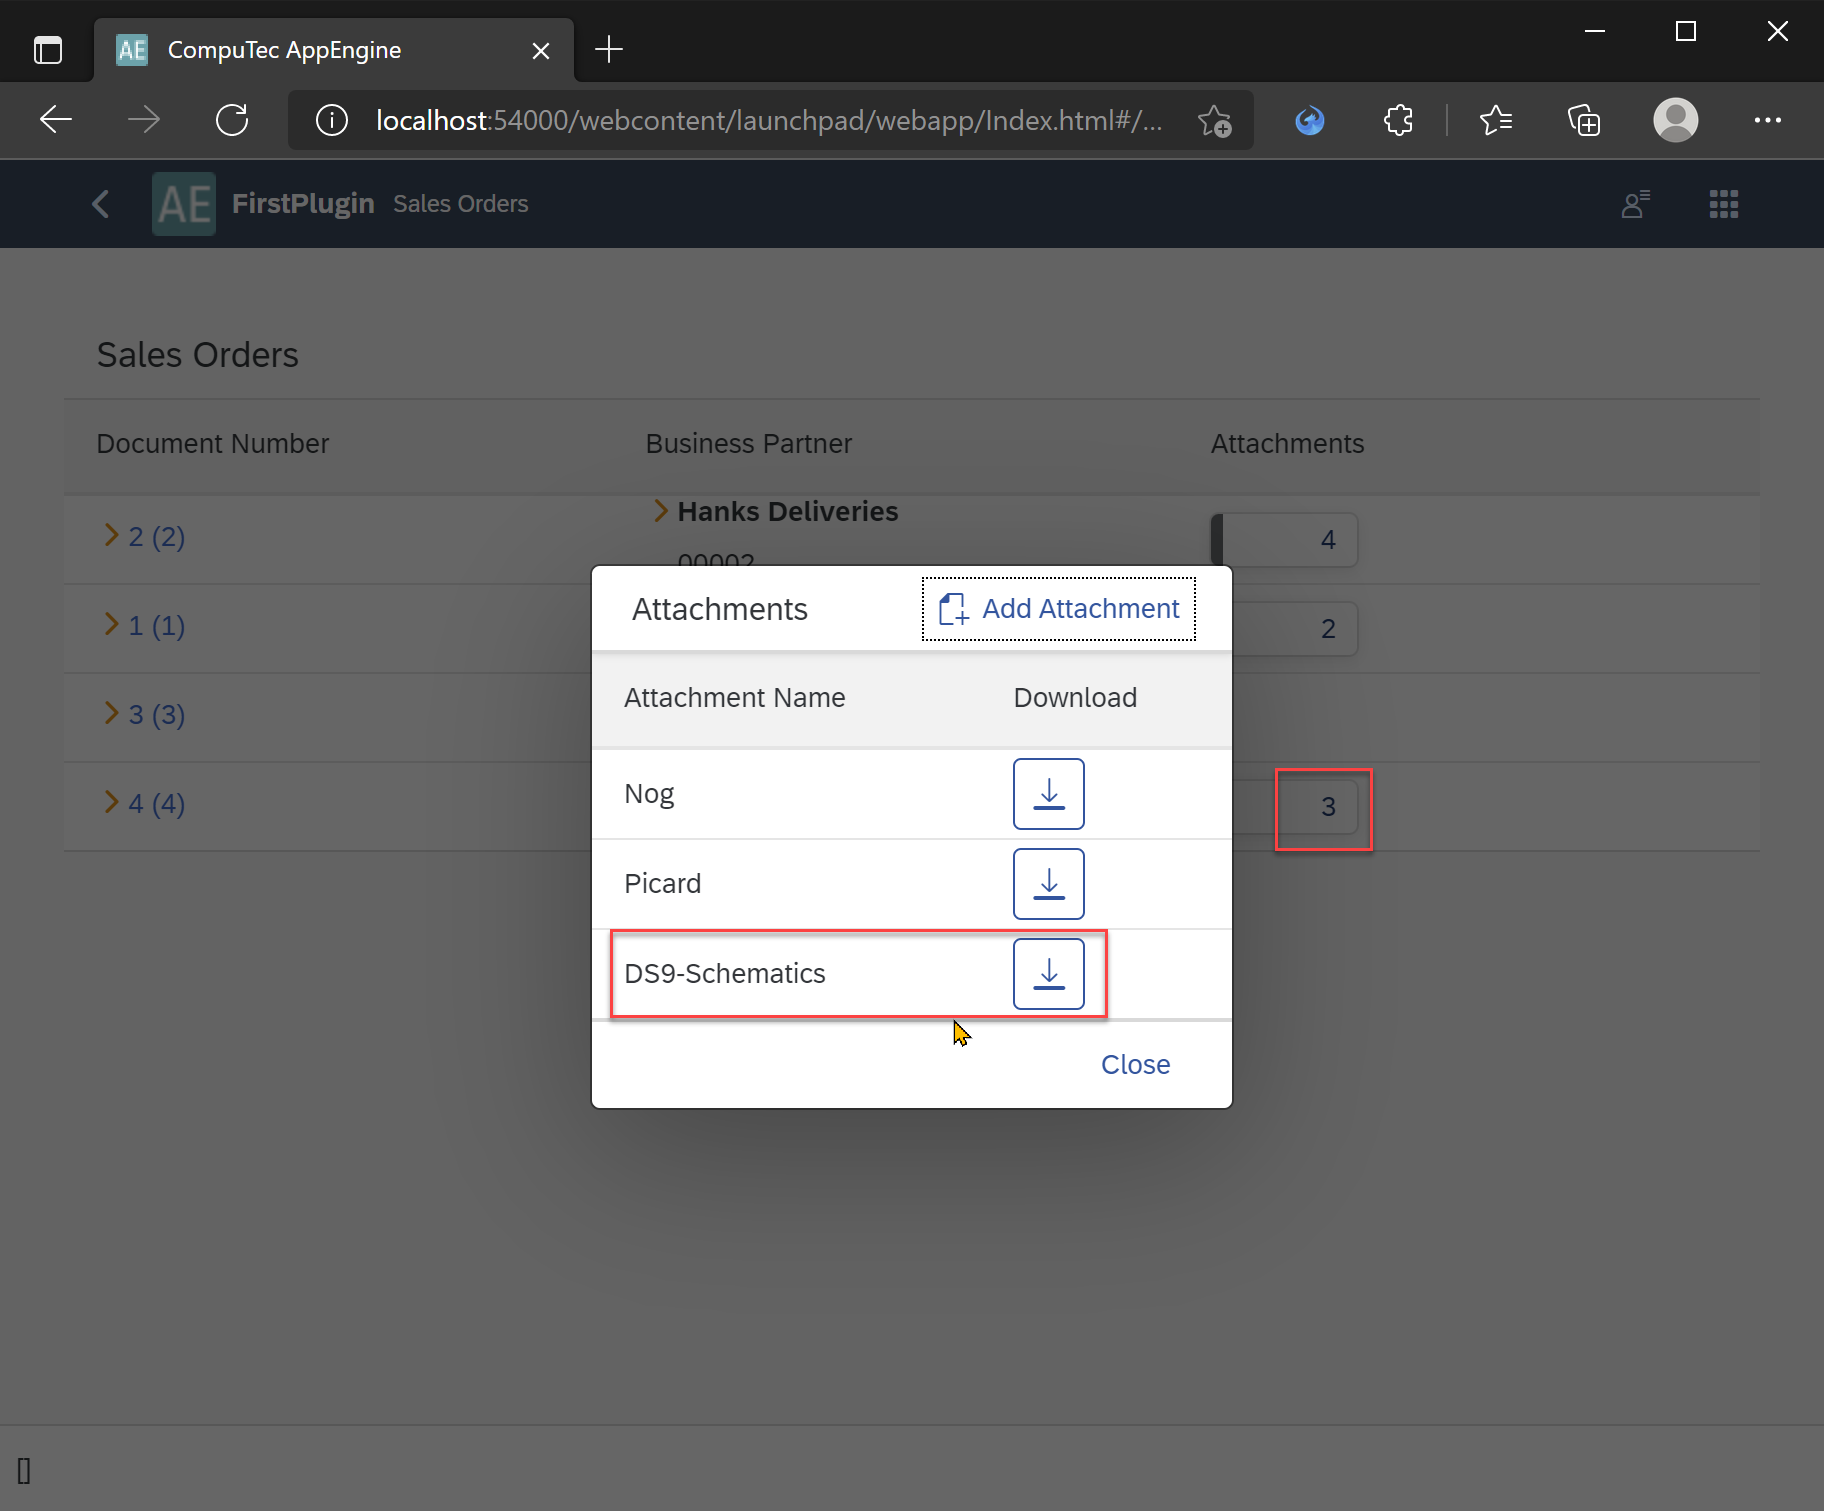 AE CompuTec AppEngine
localhost:54000/webcontent/launchpad/webapp/Index.html#/...
AE FirstPlugin Sales Orders
Sales Orders
Document Number Business Partner Attachments
2 (2) Hanks Deliveries 4
00002
1 (1) 2
3 (3)
4 (4) 3
Attachments Add Attachment
Attachment Name Download
Nog
Picard
DS9-Schematics
Close
[]